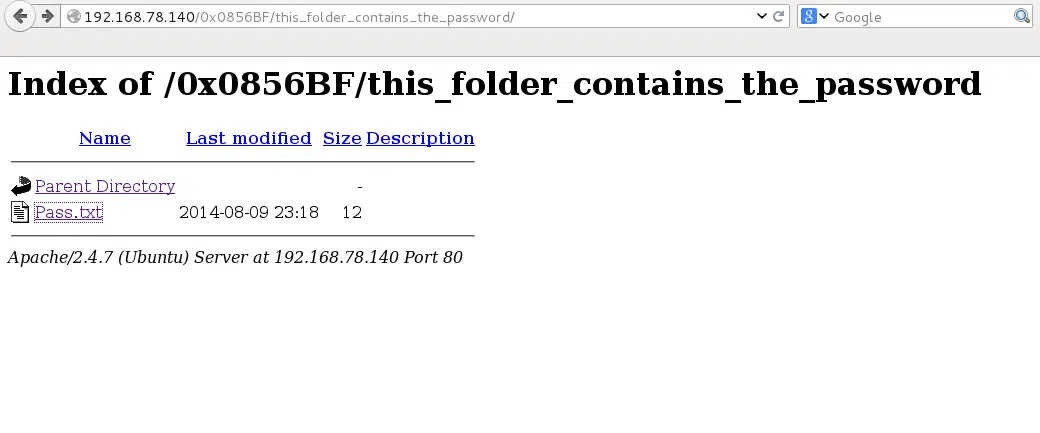 192.168.78.140/0x0856BF/this_folder_contains_the_password/
8 Google
Index of /0x0856BF/this_folder_contains_the_password
Name Last modified Size Description
Parent Directory -
Pass.txt 2014-08-09 23:18 12
Apache/2.4.7 (Ubuntu) Server at 192.168.78.140 Port 80